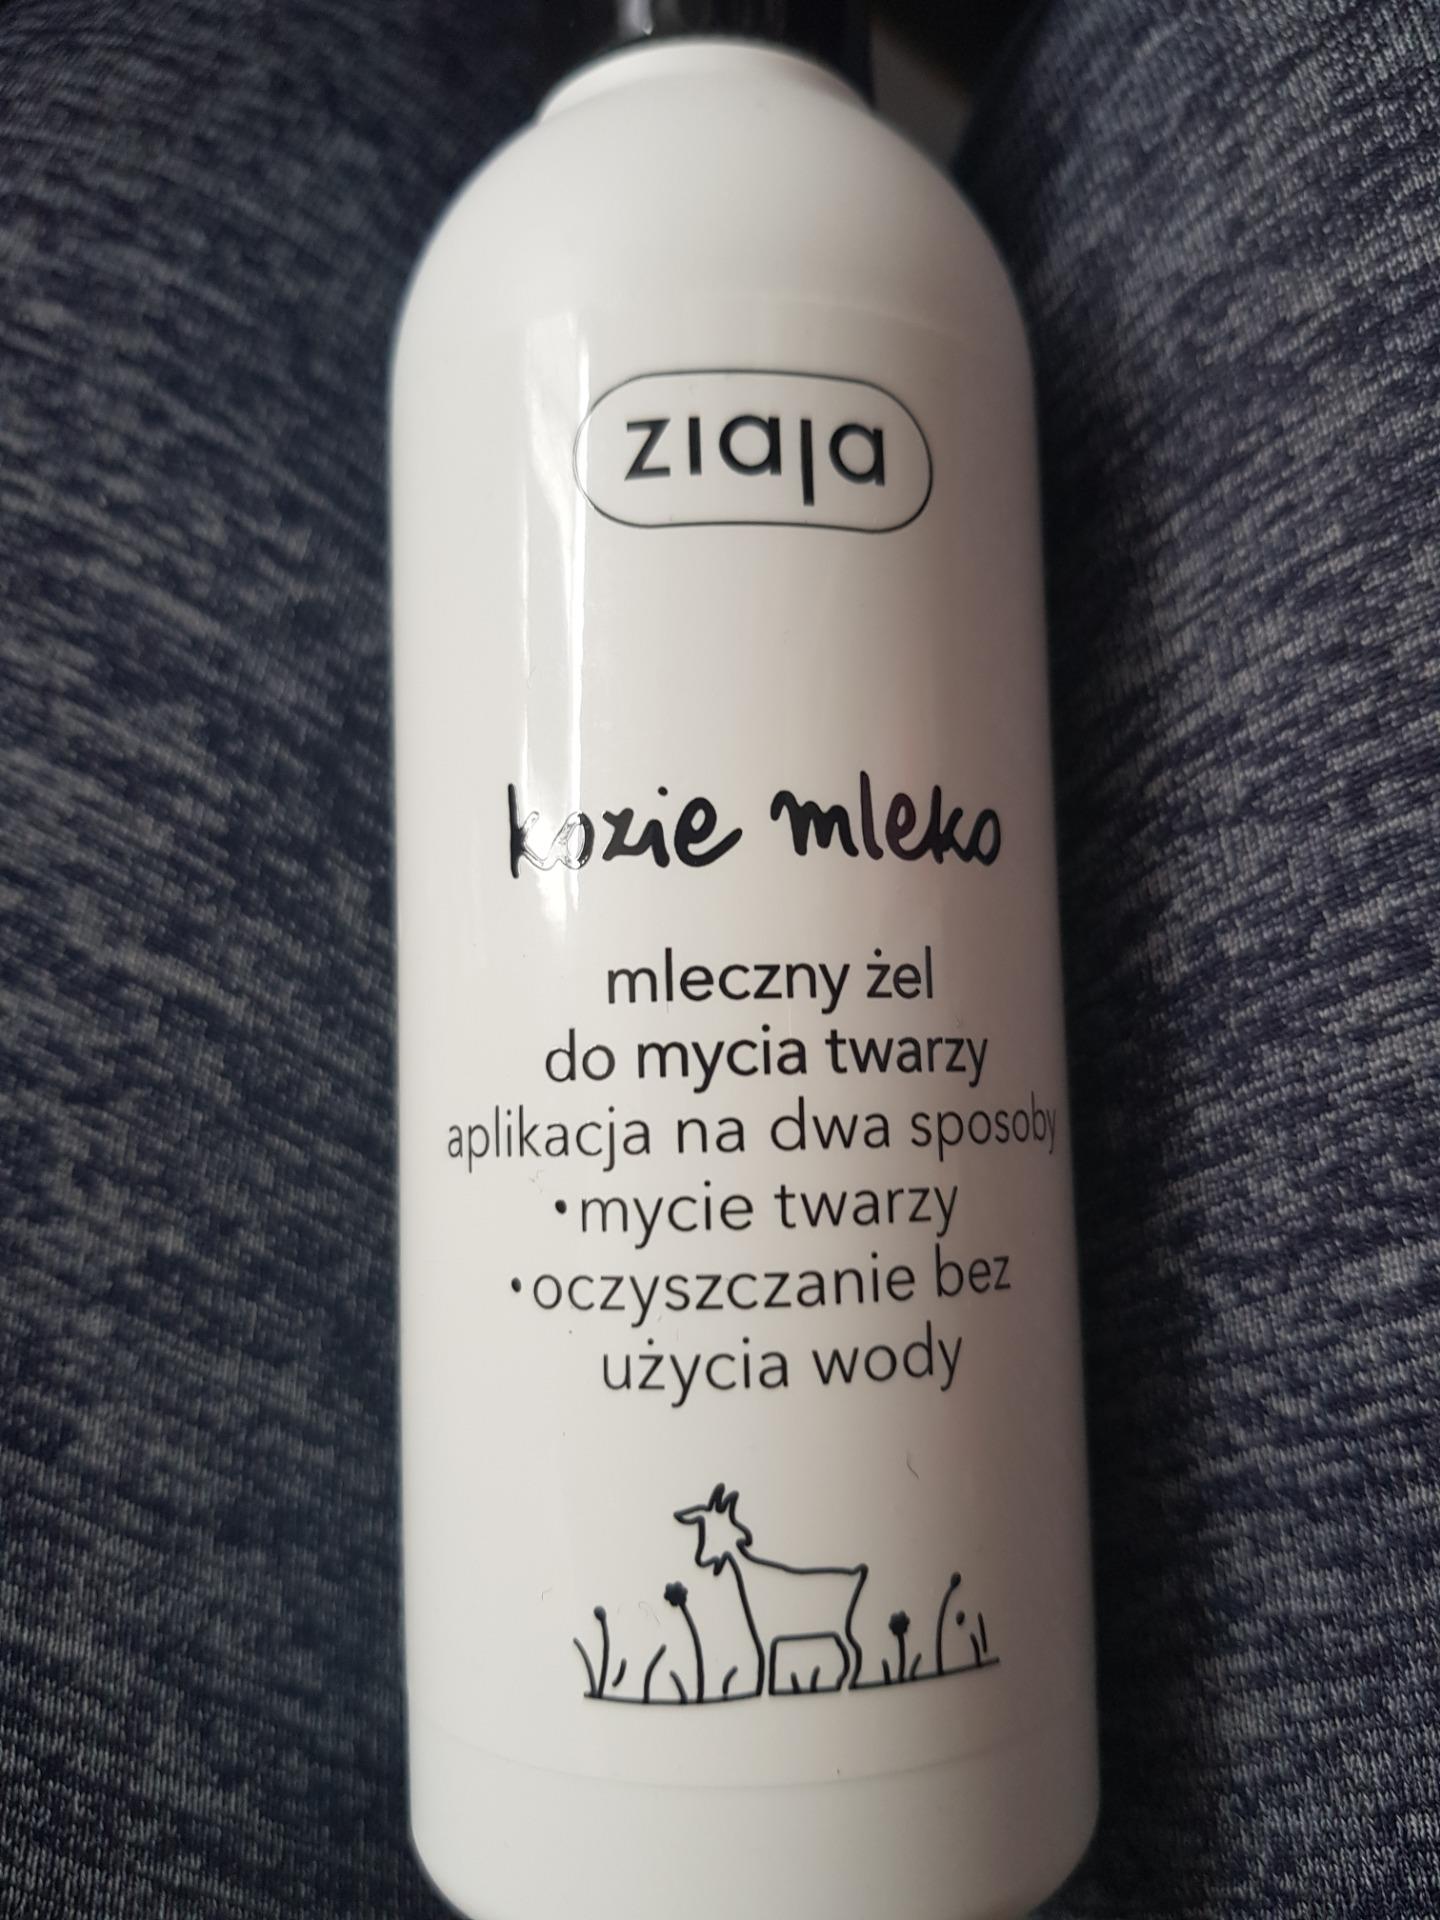 ziaja
kozie mleko
mleczny żel
do mycia twarzy
aplikacja na dwa sposoby
•mycie twarzy
•oczyszczanie bez
użycia wody